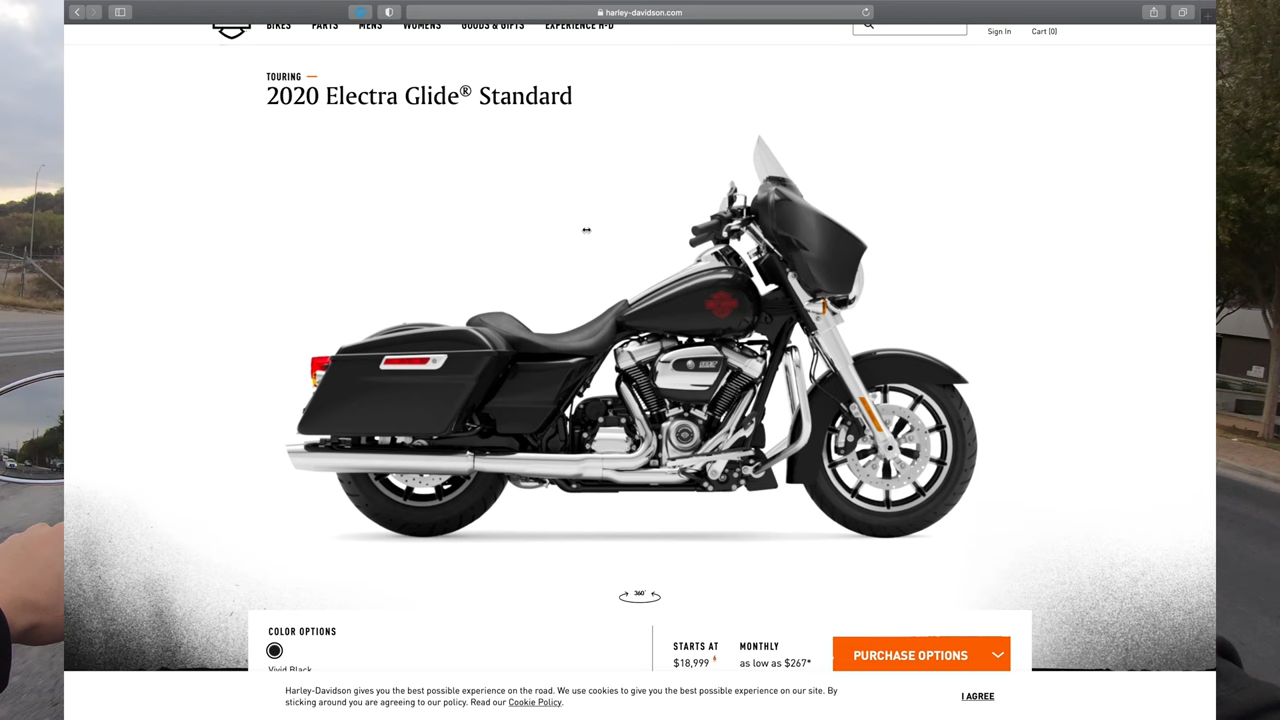 harley-davidson.com
BIKES PARTS MENS WOMENS GOODS & GIFTS EXPERIENCE H-D
Sign In Cart (0)
TOURING
2020 Electra Glide® Standard
360°
COLOR OPTIONS
Vivid Black
STARTS AT
$18,999
MONTHLY
as low as $267*
PURCHASE OPTIONS
Harley-Davidson gives you the best possible experience on the road. We use cookies to give you the best possible experience on our site. By
sticking around you are agreeing to our policy. Read our Cookie Policy.
I AGREE